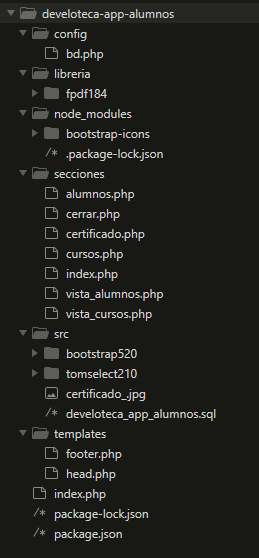 develoteca-app-alumnos
config
bd.php
libreria
fpdf184
node_modules
bootstrap-icons
/* .package-lock.json
secciones
alumnos.php
cerrar.php
certificado.php
cursos.php
index.php
vista_alumnos.php
vista_cursos.php
src
bootstrap520
tomselect210
certificado_.jpg
/* develoteca_app_alumnos.sql
templates
footer.php
head.php
index.php
/* package-lock.json
/* package.json